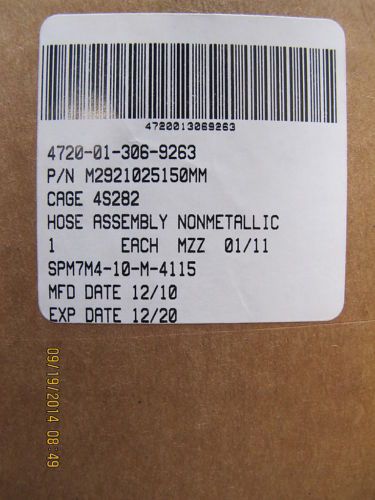 4720013069263
4720-01-306-9263
P/N M2921025150MM
CAGE 4S282
HOSE ASSEMBLY NONMETALLIC
1 EACH MZZ 01/11
SPM7M4-10-M-4115
MFD DATE 12/10
EXP DATE 12/20
09/19/2014 08:49